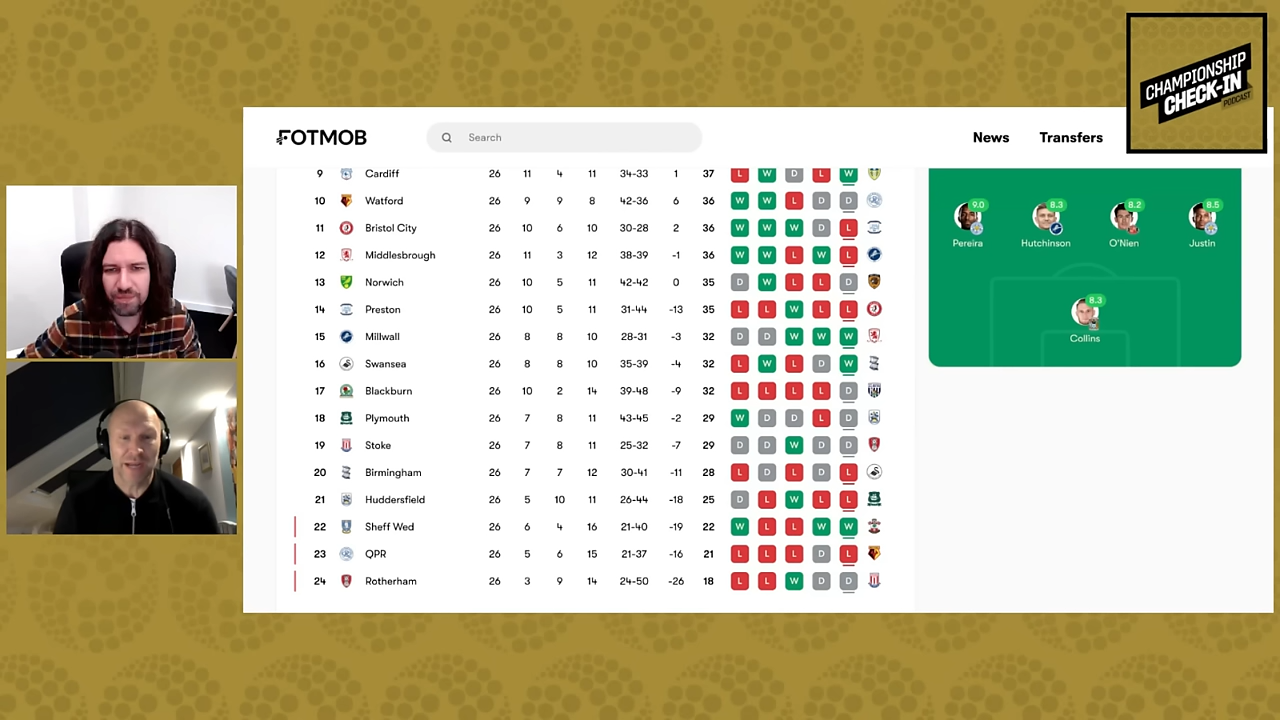 CHAMPIONSHIP
CHECK-IN
PODCAST
FOTMOB Search News Transfers
9 Cardiff 26 11 4 11 34-33 1 37 L W D L W
10 Watford 26 9 9 8 42-36 6 36 W W L D D
11 Bristol City 26 10 6 10 30-28 2 36 W W W D L
12 Middlesbrough 26 11 3 12 38-39 -1 36 W W L W L
13 Norwich 26 10 5 11 42-42 0 35 D W L L D
14 Preston 26 10 5 11 31-44 -13 35 L L W L L
15 Millwall 26 8 8 10 28-31 -3 32 D D W W W
16 Swansea 26 8 8 10 35-39 -4 32 L W L D W
17 Blackburn 26 10 2 14 39-48 -9 32 L L L L D
18 Plymouth 26 7 8 11 43-45 -2 29 W D D L D
19 Stoke 26 7 8 11 25-32 -7 29 D D W D D
20 Birmingham 26 7 7 12 30-41 -11 28 L D L D L
21 Huddersfield 26 5 10 11 26-44 -18 25 D L W L L
22 Sheff Wed 26 6 4 16 21-40 -19 22 W L L W W
23 QPR 26 5 6 15 21-37 -16 21 L L L D L
24 Rotherham 26 3 9 14 24-50 -26 18 L L W D D
9.0 8.3 8.2 8.5
Pereira Hutchinson O'Nien Justin
8.3
Collins